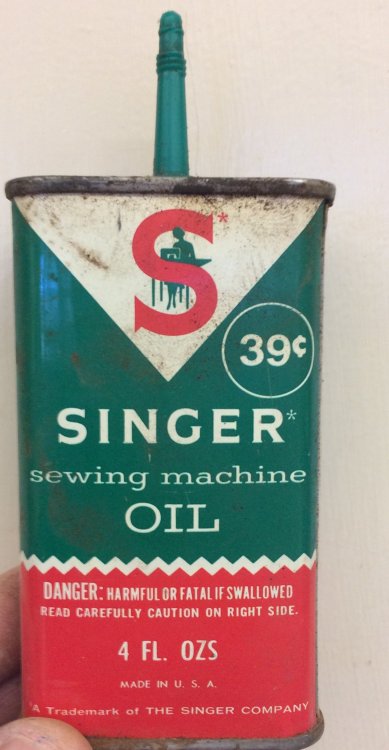 S*
39¢
SINGER*
sewing machine
OIL
DANGER: HARMFUL OR FATAL IF SWALLOWED
READ CAREFULLY CAUTION ON RIGHT SIDE.
4 FL. OZS
MADE IN U. S. A.
*A Trademark of THE SINGER COMPANY